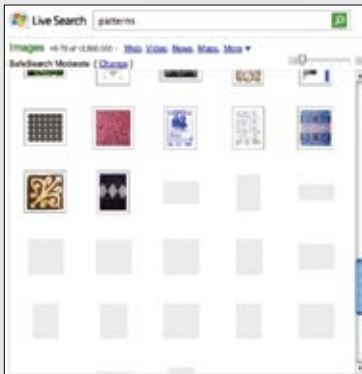 Live Search patterns
Images Web, Video, News, Maps, More ▾
SafeSearch Moderate ( Change )